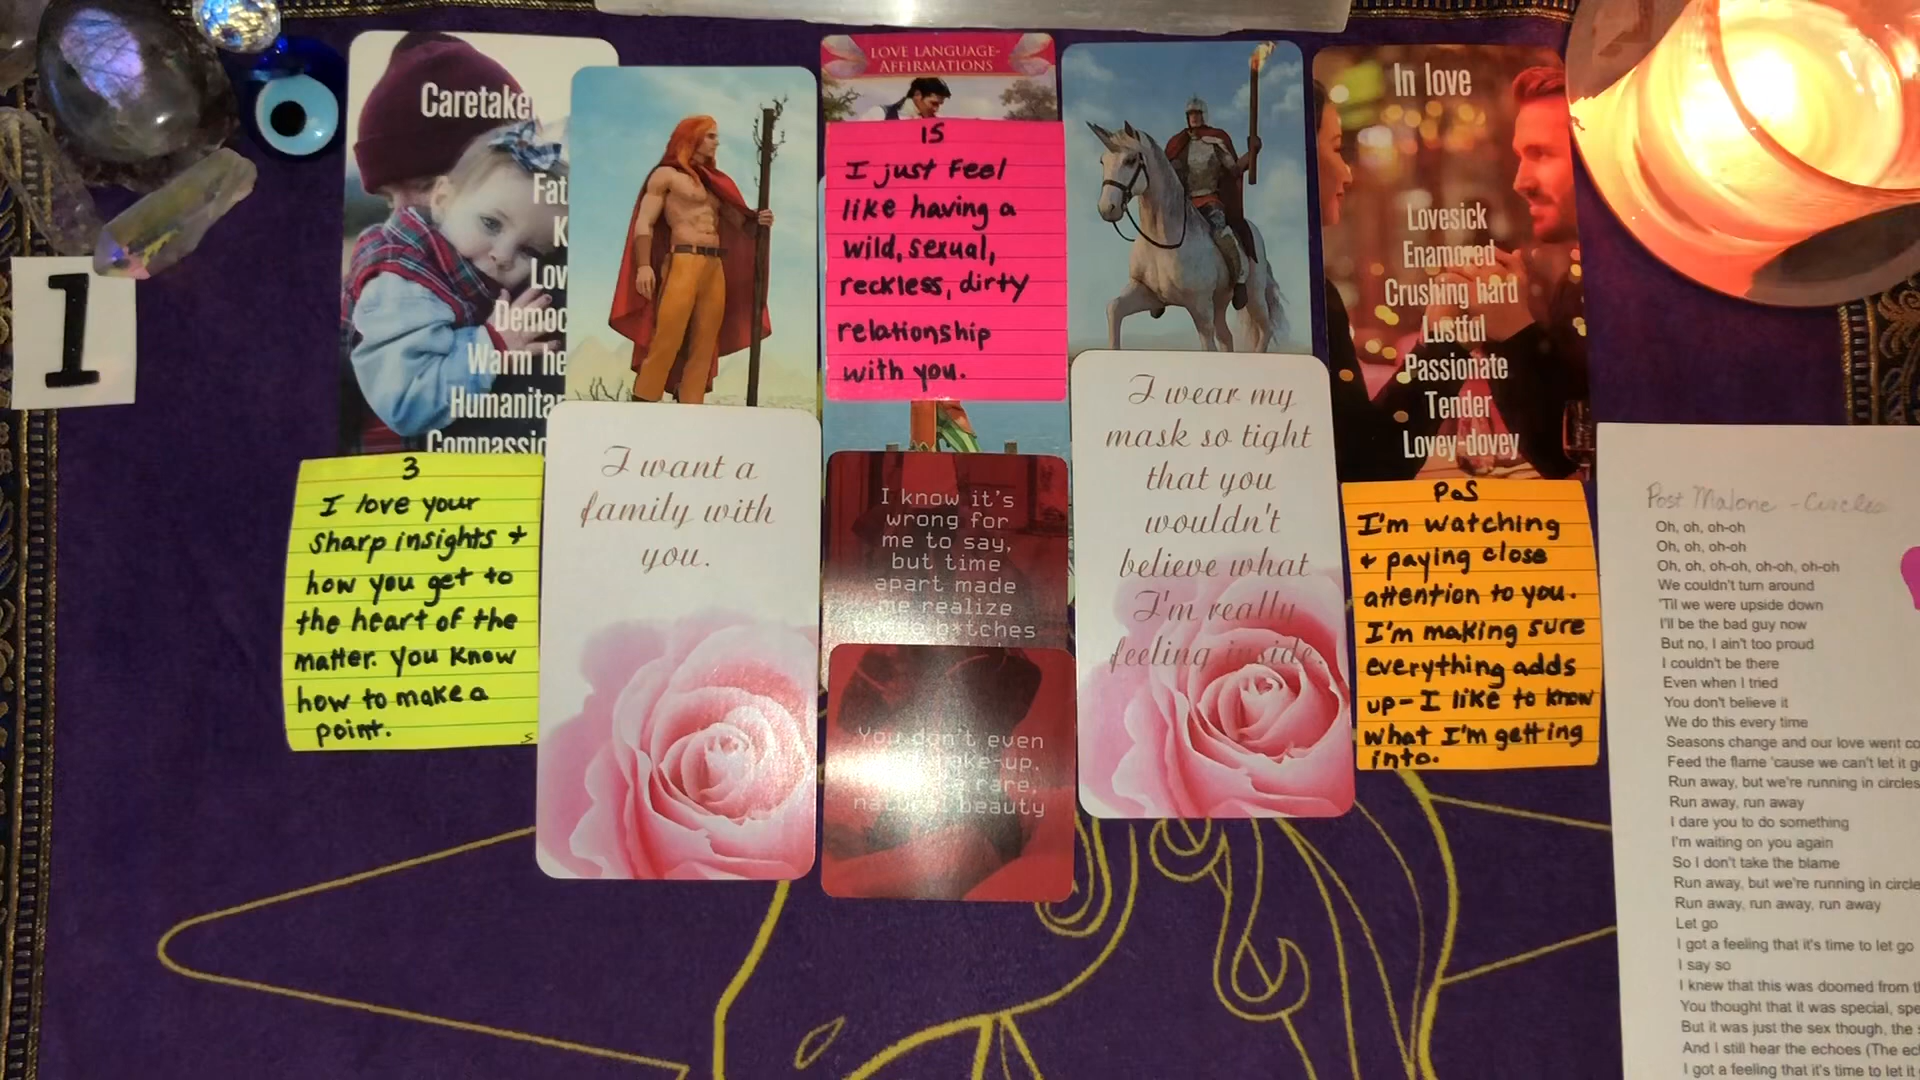 1
Caretake
Fat
K
Lov
Democ
Warm he
Humanitar
Compassio
3
I love your
sharp insights +
how you get to
the heart of the
matter. You know
how to make a
point.
S
I want a
family with
you.
LOVE LANGUAGE-
AFFIRMATIONS
15
I just feel
like having a
wild, sexual,
reckless, dirty
relationship
with you.
I know it's
wrong for
me to say,
but time
apart made
me realize
b*tches
You don't even
make-up.
rare,
natural beauty
I wear my
mask so tight
that you
wouldn't
believe what
I'm really
feeling inside.
In love
Lovesick
Enamored
Crushing hard
Lustful
Passionate
Tender
Lovey-dovey
PoS
I'm watching
+ paying close
attention to you.
I'm making sure
everything adds
up - I like to know
what I'm getting
into.
Post Malone - Circles
Oh, oh, oh-oh
Oh, oh, oh-oh
Oh, oh, oh-oh, oh-oh, oh-oh
We couldn't turn around
'Til we were upside down
I'll be the bad guy now
But no, I ain't too proud
I couldn't be there
Even when I tried
You don't believe it
We do this every time
Seasons change and our love went co
Feed the flame 'cause we can't let it g
Run away, but we're running in circles
Run away, run away
I dare you to do something
I'm waiting on you again
So I don't take the blame
Run away, but we're running in circle
Run away, run away, run away
Let go
I got a feeling that it's time to let go
I say so
I knew that this was doomed from th
You thought that it was special, spe
But it was just the sex though, the s
And I still hear the echoes (The ec
I got a feeling that it's time to let it